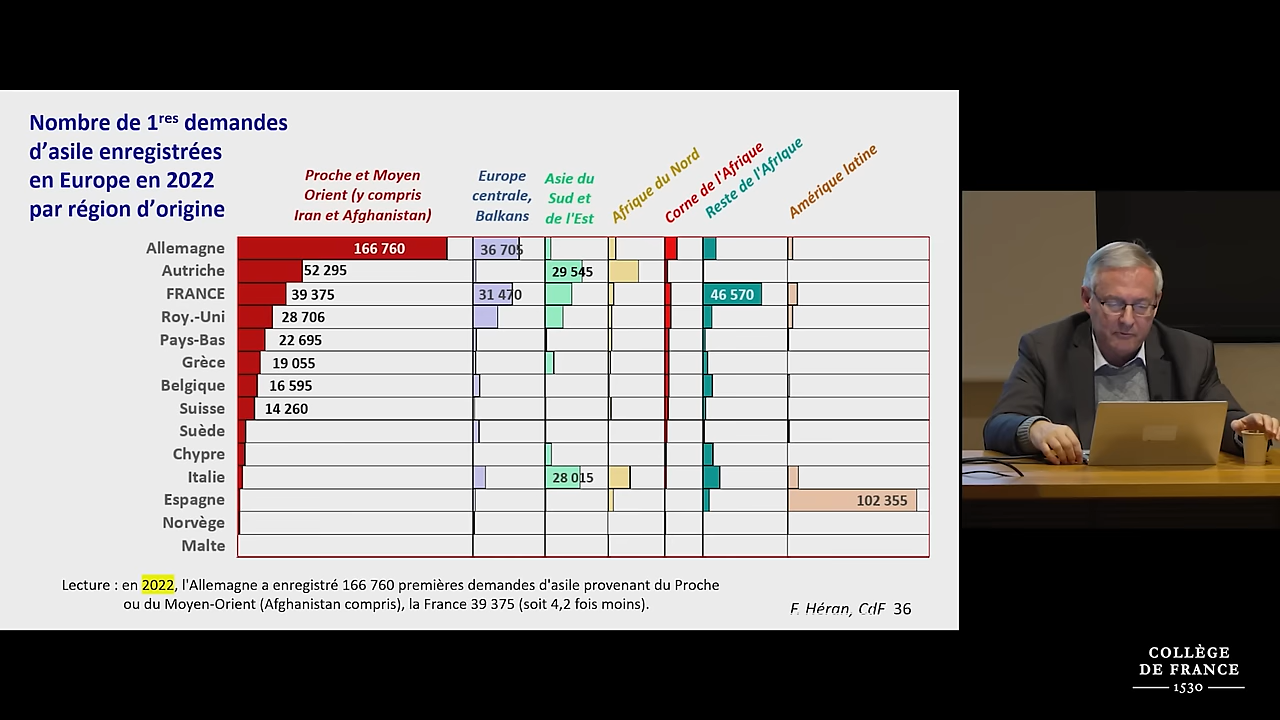 Nombre de 1res demandes
d'asile enregistrées
en Europe en 2022
par région d'origine
Proche et Moyen
Orient (y compris
Iran et Afghanistan)
Europe
centrale,
Balkans
Asie du
Sud et
de l'Est
Afrique du Nord
Corne de l'Afrique
Reste de l'Afrique
Amérique latine
Allemagne 166 760 36 705
Autriche 52 295 29 545
FRANCE 39 375 31 470 46 570
Roy.-Uni 28 706
Pays-Bas 22 695
Grèce 19 055
Belgique 16 595
Suisse 14 260
Suède
Chypre
Italie 28 015
Espagne 102 355
Norvège
Malte
Lecture : en 2022, l'Allemagne a enregistré 166 760 premières demandes d'asile provenant du Proche
ou du Moyen-Orient (Afghanistan compris), la France 39 375 (soit 4,2 fois moins).
F. Héran, CdF 36
COLLÈGE
DE FRANCE
1530